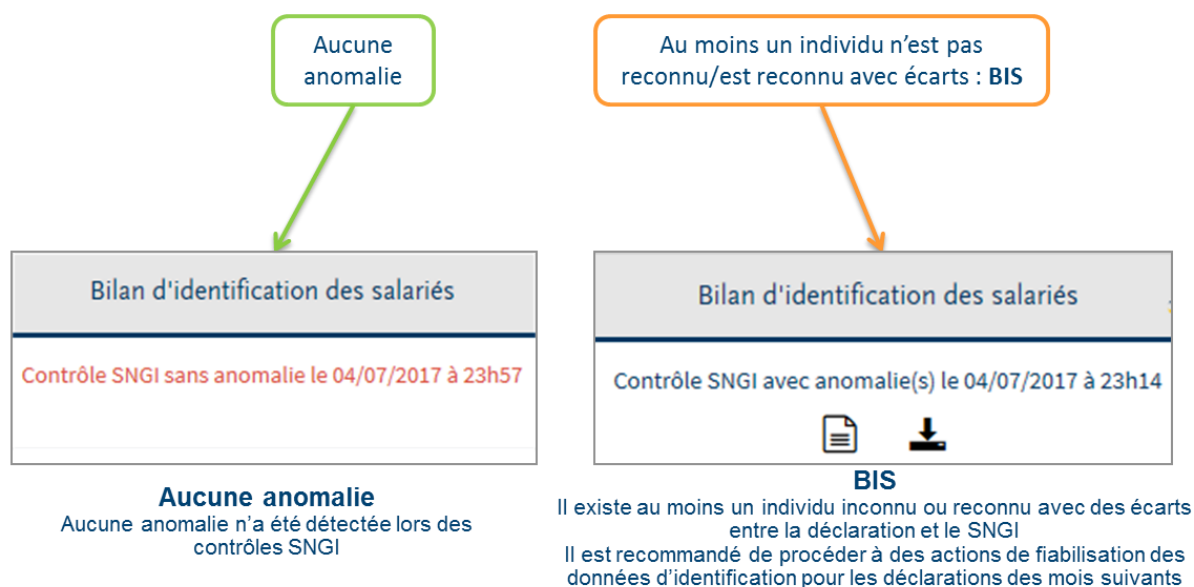 Aucune
anomalie
Au moins un individu n'est pas
reconnu/est reconnu avec écarts : BIS
Bilan d'identification des salariés
Contrôle SNGI sans anomalie le 04/07/2017 à 23h57
Aucune anomalie
Aucune anomalie n'a été détectée lors des
contrôles SNGI
Bilan d'identification des salariés
Contrôle SNGI avec anomalie(s) le 04/07/2017 à 23h14
BIS
Il existe au moins un individu inconnu ou reconnu avec des écarts
entre la déclaration et le SNGI
Il est recommandé de procéder à des actions de fiabilisation des
données d'identification pour les déclarations des mois suivants